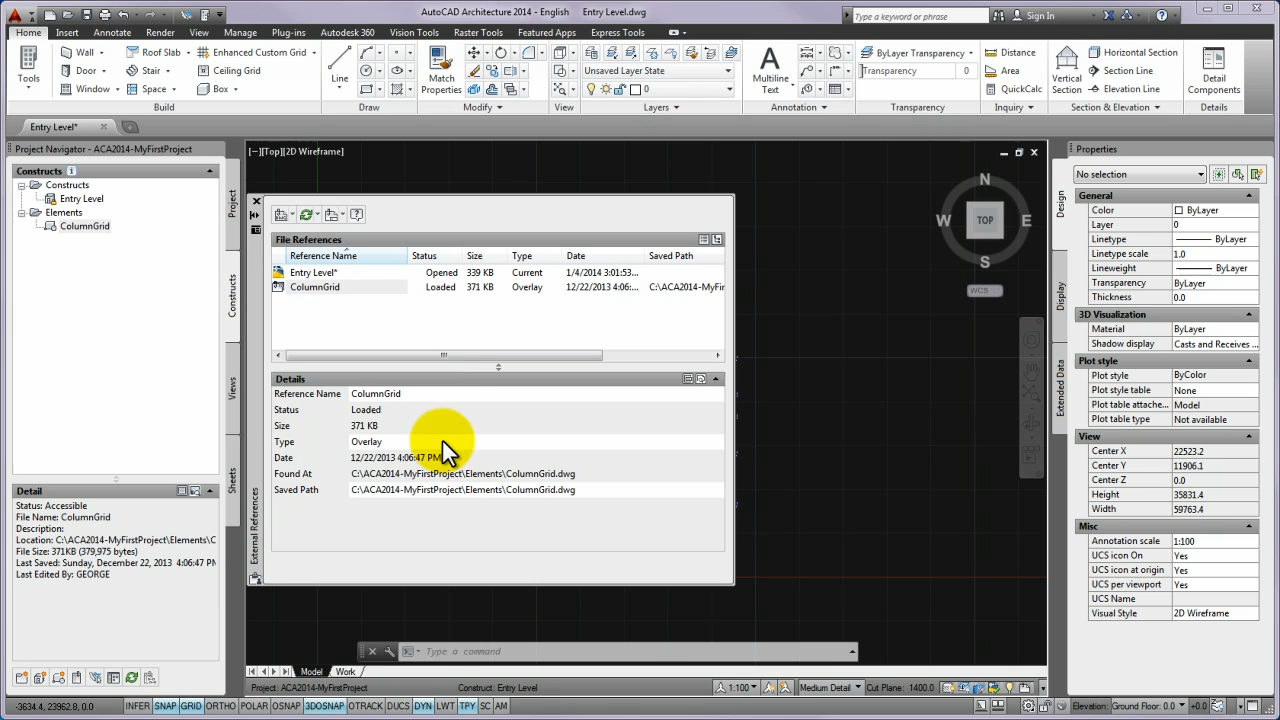 AutoCAD Architecture 2014 - English Entry Level.dwg
Type a keyword or phrase
Sign In
Home Insert Annotate Render View Manage Plug-ins Autodesk 360 Vision Tools Raster Tools Featured Apps Express Tools
Tools
Wall Roof Slab Enhanced Custom Grid
Door Stair Ceiling Grid
Window Space Box
Build
Line
Draw
Match Properties
Modify
View
Unsaved Layer State
0
Layers
Multiline Text
Annotation
ByLayer Transparency
Transparency 0
Transparency
Distance
Area
QuickCalc
Inquiry
Vertical Section
Horizontal Section
Section Line
Elevation Line
Section & Elevation
Detail Components
Details
Entry Level*
Project Navigator - ACA2014-MyFirstProject
Constructs
Constructs
Entry Level
Elements
ColumnGrid
Project
Constructs
Views
Sheets
Detail
Status: Accessible
File Name: ColumnGrid
Description:
Location: C:\ACA2014-MyFirstProject\Elements\C
File Size: 371KB (379,975 bytes)
Last Saved: Sunday, December 22, 2013 4:06:47 PM
Last Edited By: GEORGE
[−][Top][2D Wireframe]
N
W TOP E
S
WCS
File References
Reference Name Status Size Type Date Saved Path
Entry Level* Opened 339 KB Current 1/4/2014 3:01:53...
ColumnGrid Loaded 371 KB Overlay 12/22/2013 4:06:... C:\ACA2014-MyFir
Details
Reference Name ColumnGrid
Status Loaded
Size 371 KB
Type Overlay
Date 12/22/2013 4:06:47 PM
Found At C:\ACA2014-MyFirstProject\Elements\ColumnGrid.dwg
Saved Path C:\ACA2014-MyFirstProject\Elements\ColumnGrid.dwg
External References
Type a command
Model Work
Properties
No selection
Design
Display
Extended Data
General
Color ByLayer
Layer 0
Linetype ByLayer
Linetype scale 1.0
Lineweight ByLayer
Transparency ByLayer
Thickness 0.0
3D Visualization
Material ByLayer
Shadow display Casts and Receives ...
Plot style
Plot style ByColor
Plot style table None
Plot table attache... Model
Plot table type Not available
View
Center X 22523.2
Center Y 11906.1
Center Z 0.0
Height 35831.4
Width 59763.4
Misc
Annotation scale 1:100
UCS icon On Yes
UCS icon at origin Yes
UCS per viewport Yes
UCS Name
Visual Style 2D Wireframe
Project: ACA2014-MyFirstProject Construct: Entry Level 1:100 Medium Detail Cut Plane: 1400.0
-3634.4, 23962.8, 0.0 INFER SNAP GRID ORTHO POLAR OSNAP 3DOSNAP OTRACK DUCS DYN LWT TPY SC AM Elevation: Ground Floor: 0.0 +0.0